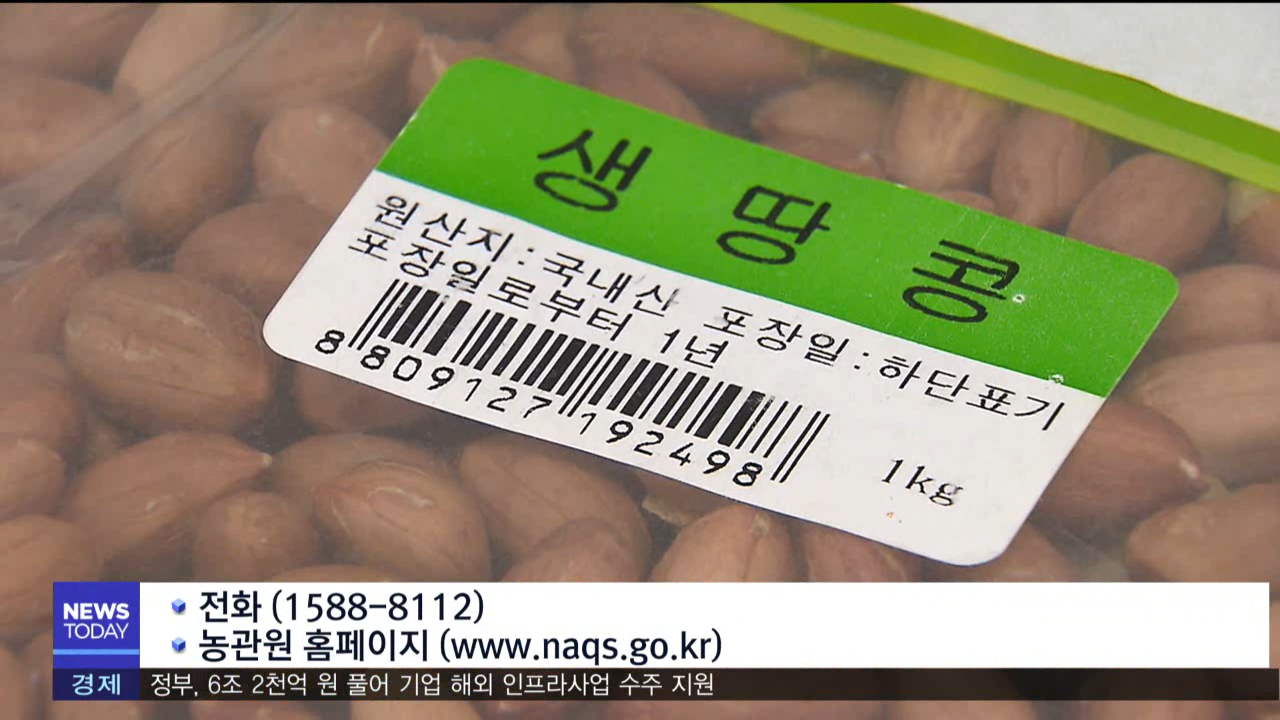 생땅콩
원산지:국내산 포장일:하단표기
포장일로부터 1년
8809127192498
1kg
NEWS
TODAY
전화 (1588-8112)
농관원 홈페이지 (www.naqs.go.kr)
경제 정부, 6조 2천억 원 풀어 기업 해외 인프라사업 수주 지원